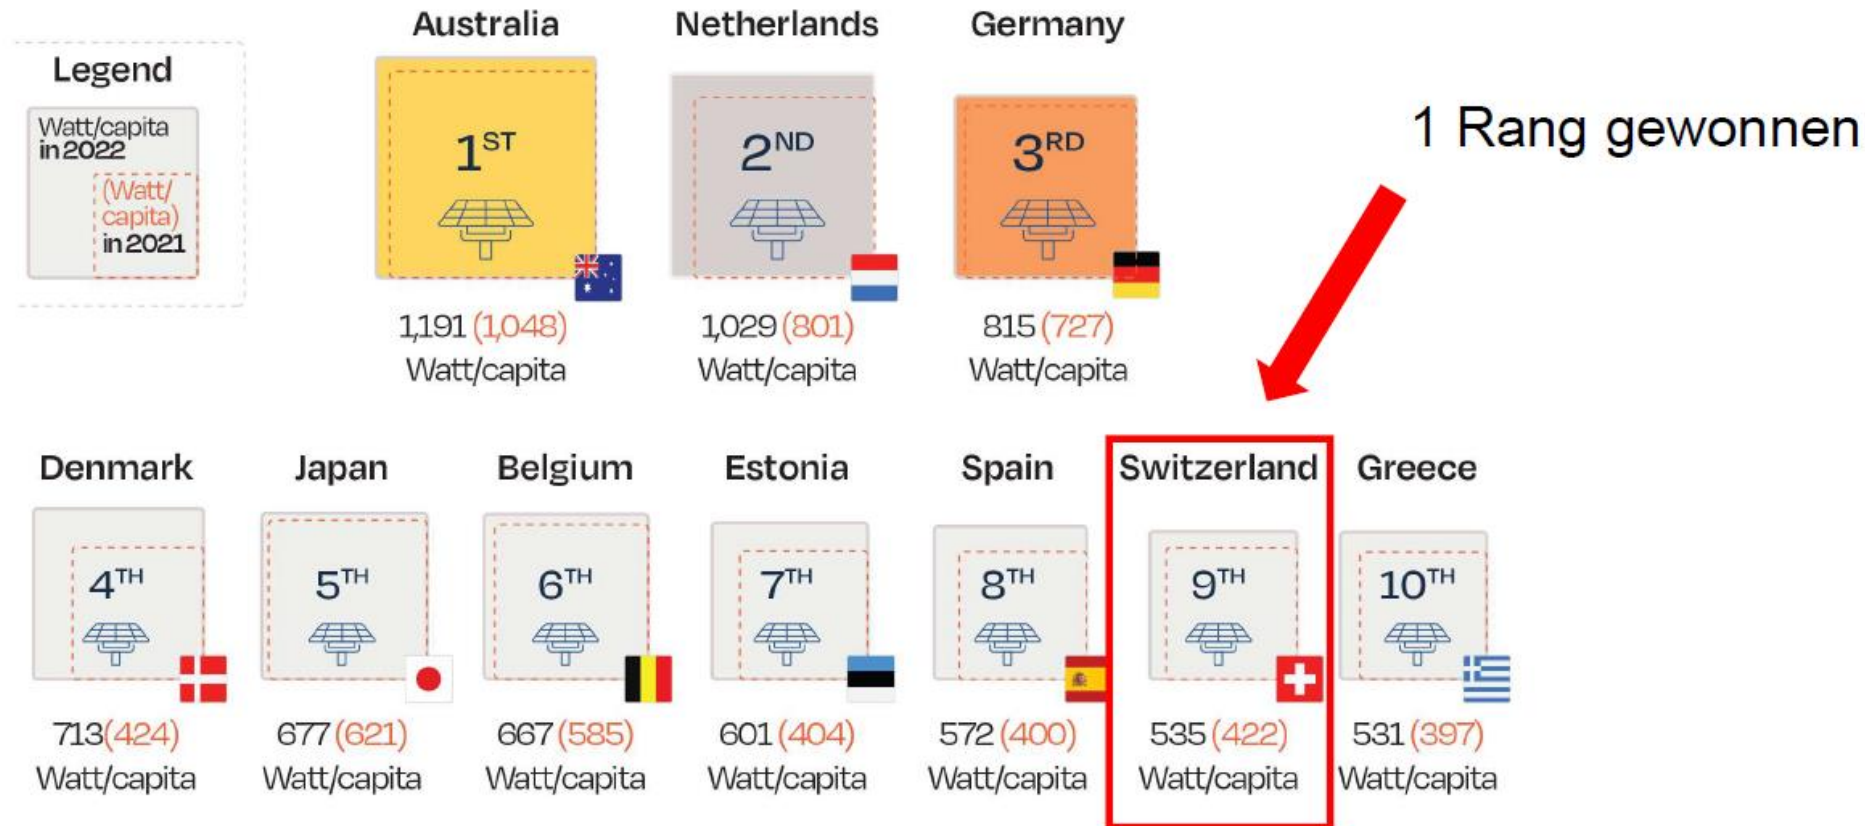 Legend
Watt/capita
in 2022
(Watt/
capita)
in 2021
Australia
1ST
1,191 (1,048)
Watt/capita
Netherlands
2ND
1,029 (801)
Watt/capita
Germany
3RD
815 (727)
Watt/capita
1 Rang gewonnen
Denmark
4TH
713(424)
Watt/capita
Japan
5TH
677 (621)
Watt/capita
Belgium
6TH
667 (585)
Watt/capita
Estonia
7TH
601 (404)
Watt/capita
Spain
8TH
572 (400)
Watt/capita
Switzerland
9TH
535 (422)
Watt/capita
Greece
10TH
531 (397)
Watt/capita